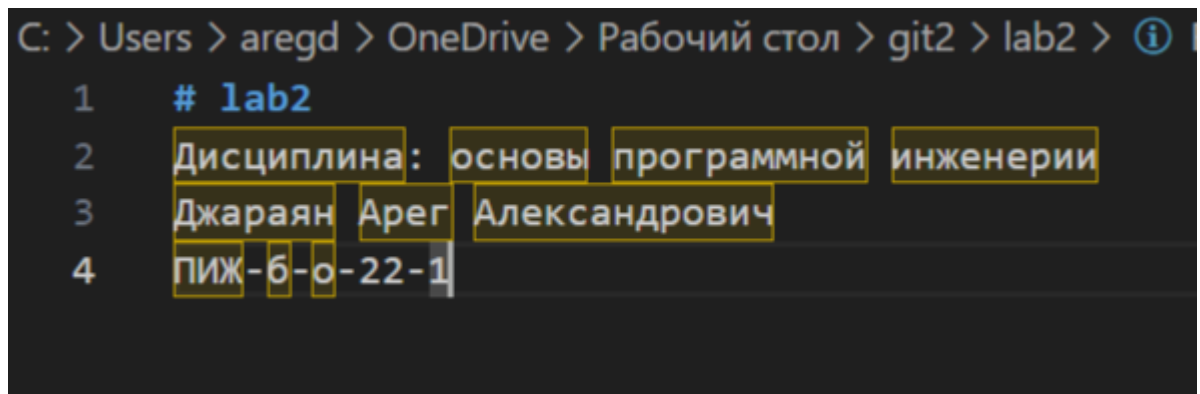 C: > Users > aregd > OneDrive > Рабочий стол > git2 > lab2 >
1 # lab2
2 Дисциплина: основы программной инженерии
3 Джараян Арег Александрович
4 ПИЖ-б-о-22-1